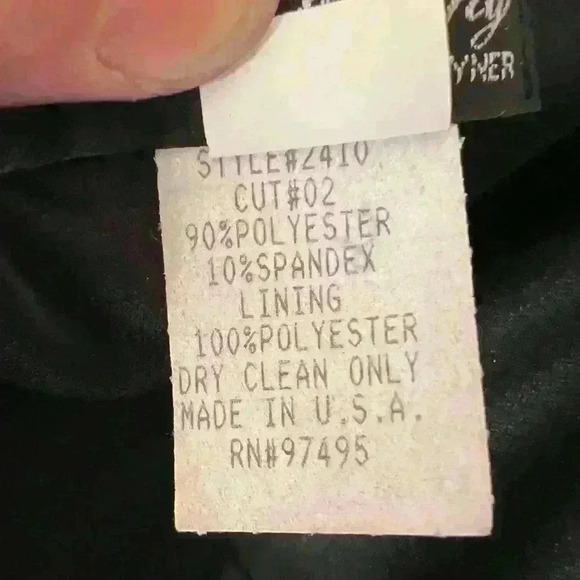 STYLE#2410
CUT#02
90%POLYESTER
10%SPANDEX
LINING
100%POLYESTER
DRY CLEAN ONLY
MADE IN U.S.A.
RN#97495